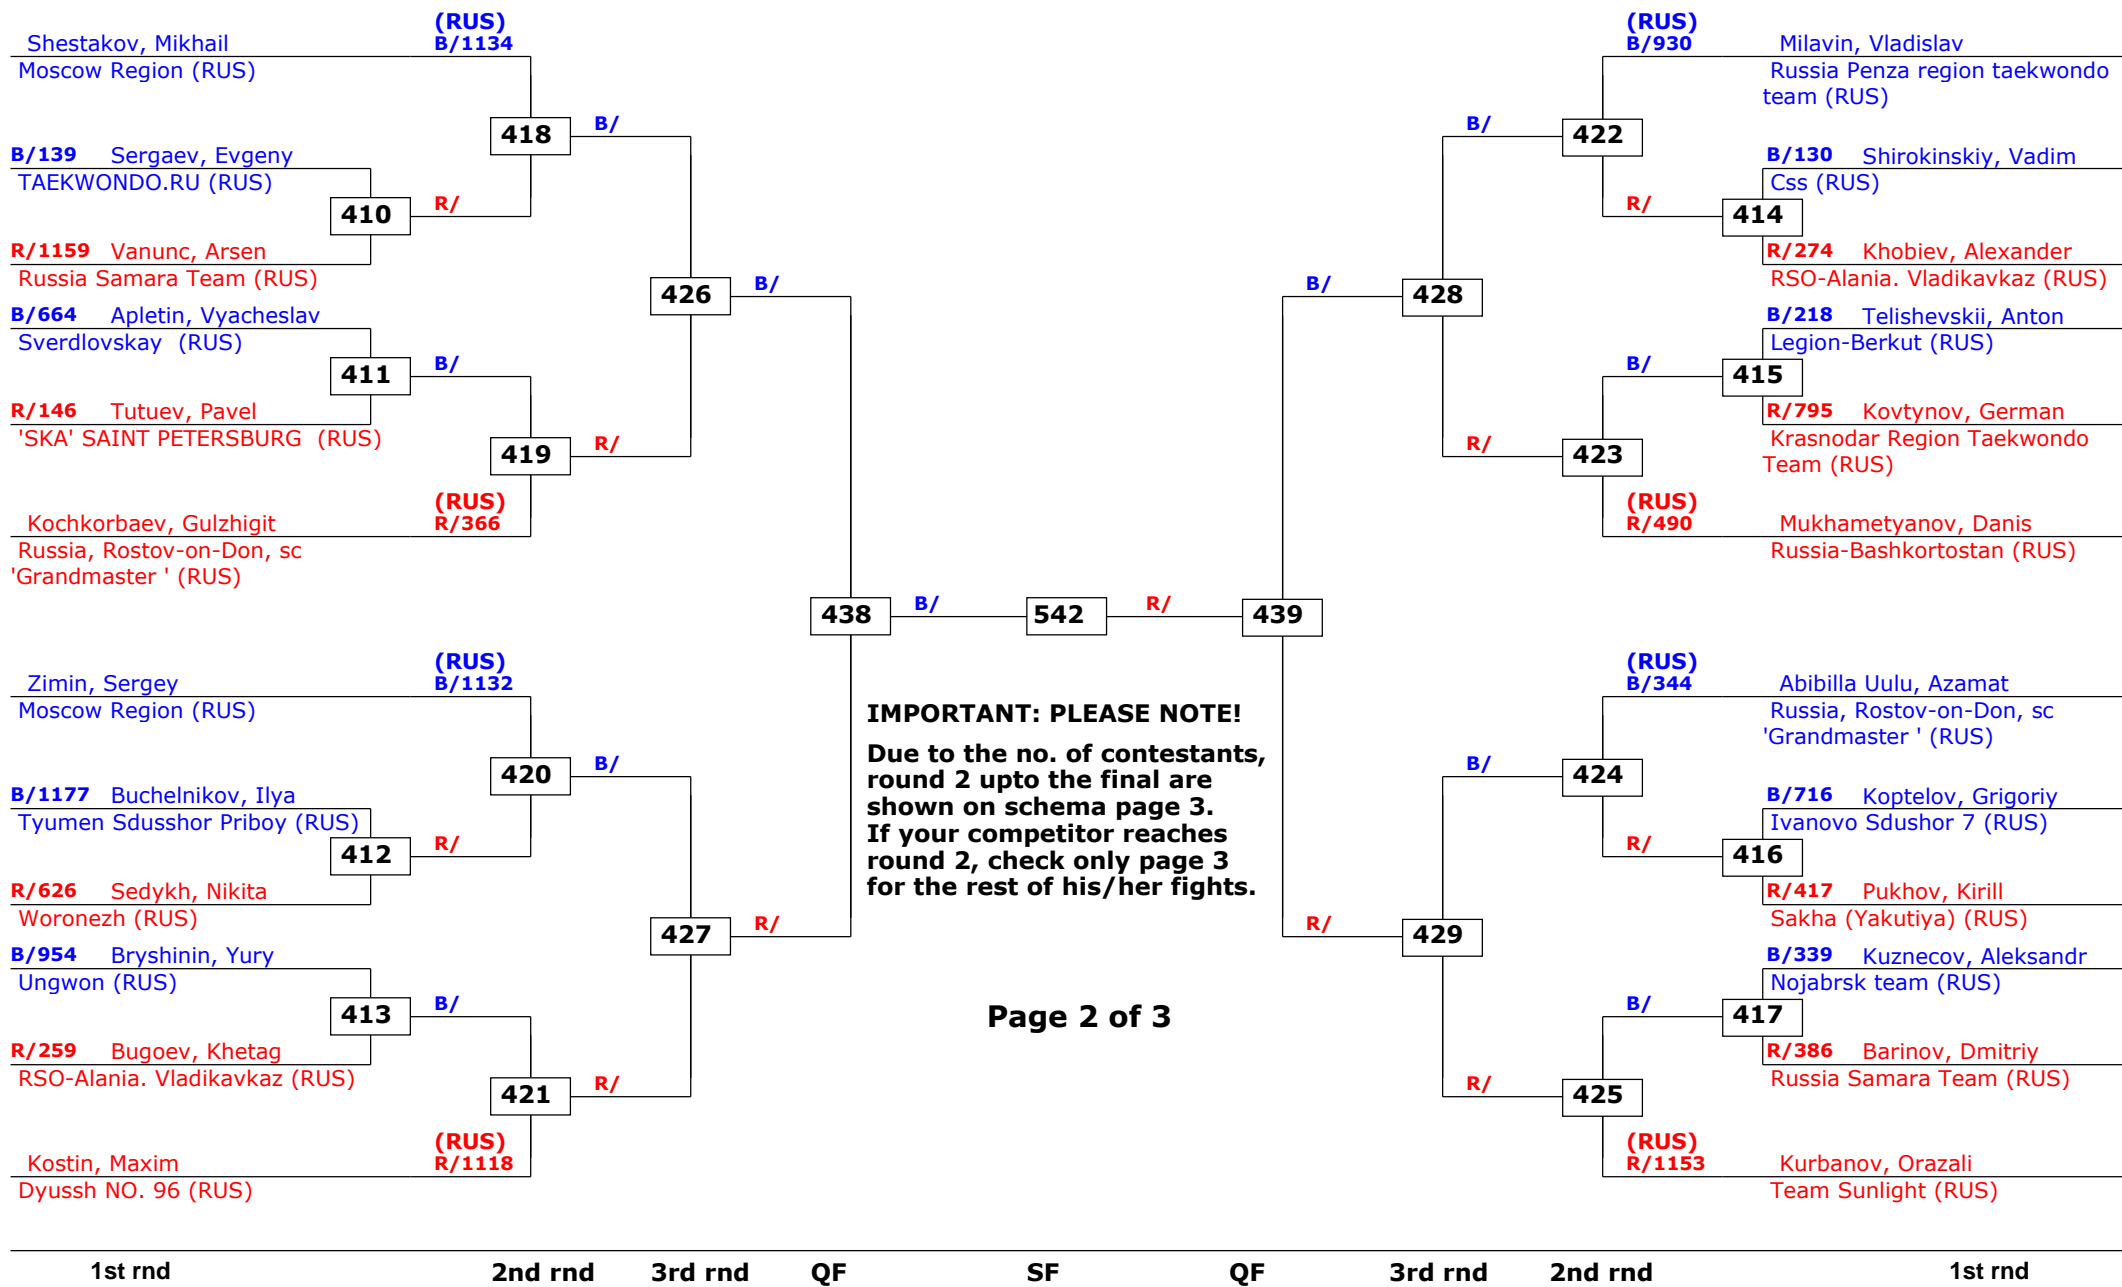 (RUS)
Shestakov, Mikhail B/1134
Moscow Region (RUS)
418 B/
B/139 Sergaev, Evgeny
TAEKWONDO.RU (RUS)
410 R/
R/1159 Vanunc, Arsen
Russia Samara Team (RUS)
426 B/
B/664 Apletin, Vyacheslav
Sverdlovskay (RUS)
411 B/
R/146 Tutuev, Pavel
'SKA' SAINT PETERSBURG (RUS)
419 R/
(RUS)
Kochkorbaev, Gulzhigit R/366
Russia, Rostov-on-Don, sc
'Grandmaster ' (RUS)
438 B/ 542 R/ 439
(RUS)
Zimin, Sergey B/1132
Moscow Region (RUS)
420 B/
B/1177 Buchelnikov, Ilya
Tyumen Sdusshor Priboy (RUS)
412 R/
R/626 Sedykh, Nikita
Woronezh (RUS)
427 R/
B/954 Bryshinin, Yury
Ungwon (RUS)
413 B/
R/259 Bugoev, Khetag
RSO-Alania. Vladikavkaz (RUS)
421 R/
(RUS)
Kostin, Maxim R/1118
Dyussh NO. 96 (RUS)
IMPORTANT: PLEASE NOTE!
Due to the no. of contestants,
round 2 upto the final are
shown on schema page 3.
If your competitor reaches
round 2, check only page 3
for the rest of his/her fights.
Page 2 of 3
(RUS)
B/930 Milavin, Vladislav
Russia Penza region taekwondo
team (RUS)
B/ 422
B/130 Shirokinskiy, Vadim
Css (RUS)
R/ 414
R/274 Khobiev, Alexander
RSO-Alania. Vladikavkaz (RUS)
B/ 428
B/218 Telishevskii, Anton
Legion-Berkut (RUS)
B/ 415
R/795 Kovtynov, German
Krasnodar Region Taekwondo
Team (RUS)
R/ 423
(RUS)
R/490 Mukhametyanov, Danis
Russia-Bashkortostan (RUS)
(RUS)
B/344 Abibilla Uulu, Azamat
Russia, Rostov-on-Don, sc
'Grandmaster ' (RUS)
B/ 424
B/716 Koptelov, Grigoriy
Ivanovo Sdushor 7 (RUS)
R/ 416
R/417 Pukhov, Kirill
Sakha (Yakutiya) (RUS)
R/ 429
B/339 Kuznecov, Aleksandr
Nojabrsk team (RUS)
B/ 417
R/386 Barinov, Dmitriy
Russia Samara Team (RUS)
R/ 425
(RUS)
R/1153 Kurbanov, Orazali
Team Sunlight (RUS)
1st rnd 2nd rnd 3rd rnd QF SF QF 3rd rnd 2nd rnd 1st rnd